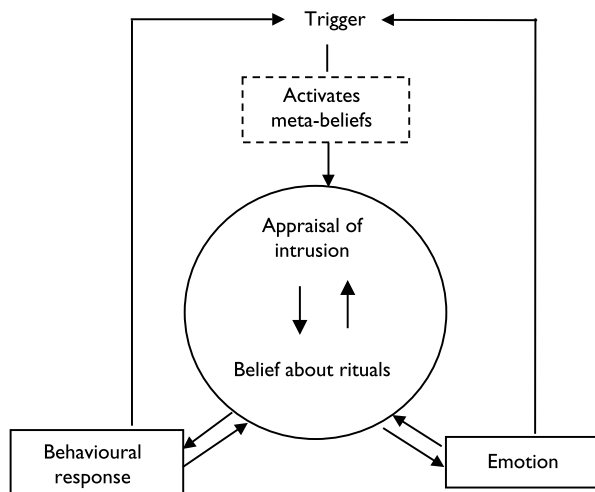 Trigger
Activates
meta-beliefs
Appraisal of
intrusion
Belief about rituals
Behavioural
response
Emotion